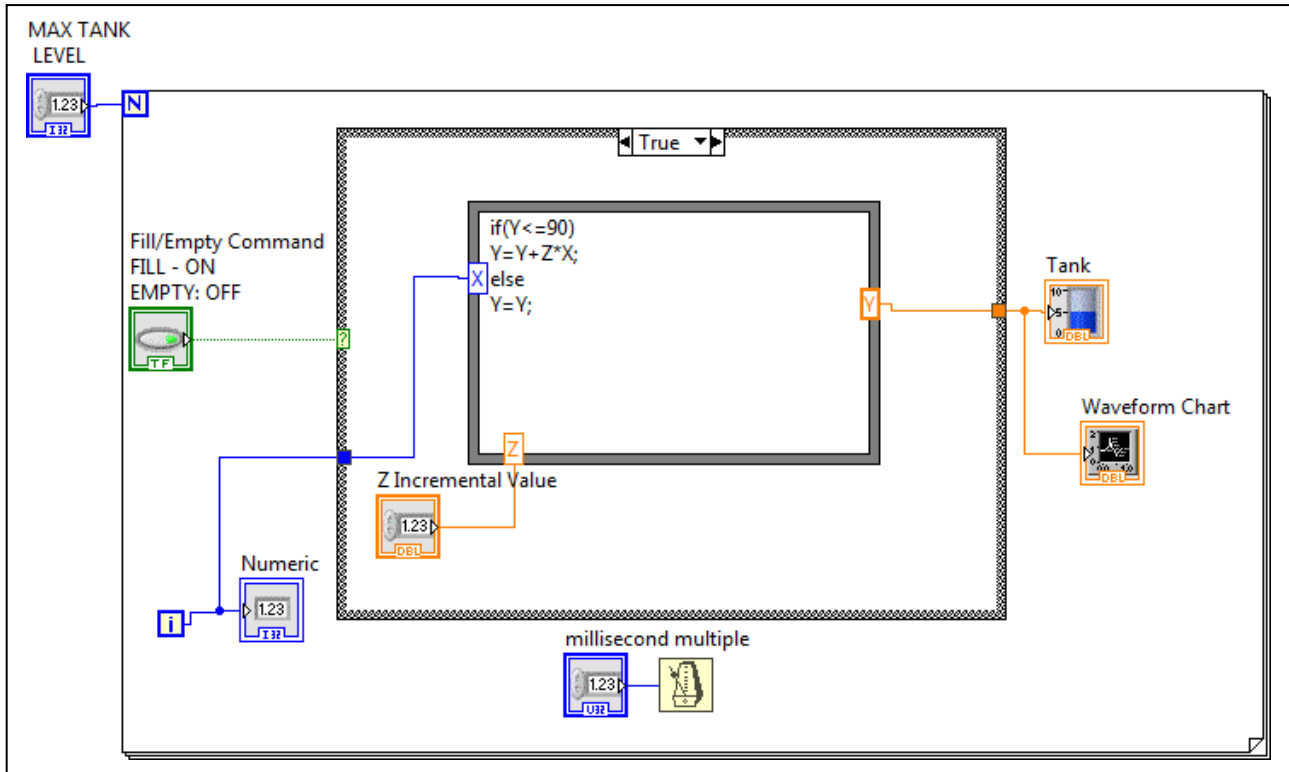 MAX TANK
LEVEL
1.23
I32
N
True
if(Y<=90)
Y=Y+Z*X;
else
Y=Y;
X
Y
Z
Fill/Empty Command
FILL - ON
EMPTY: OFF
TF
?
Tank
10
5
0
DBL
Waveform Chart
DBL
Z Incremental Value
1.23
DBL
Numeric
1.23
I32
i
millisecond multiple
1.23
U32